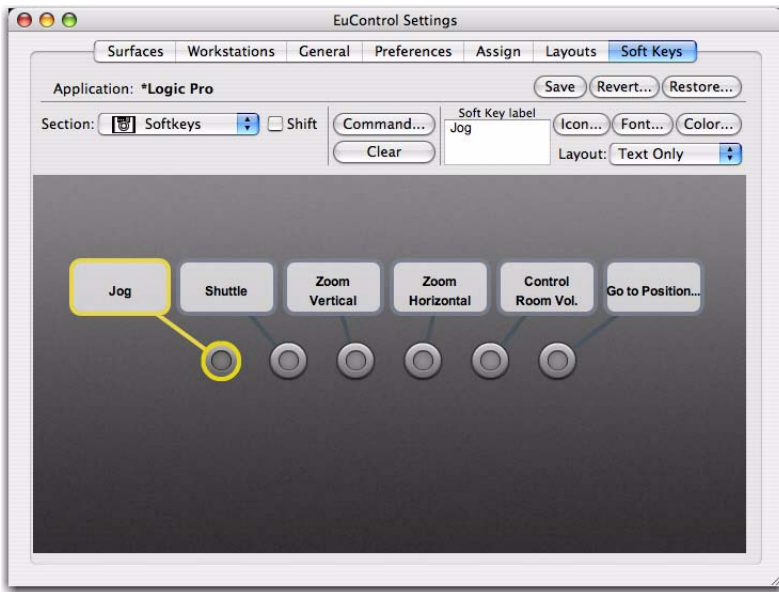 EuControl Settings
Surfaces Workstations General Preferences Assign Layouts Soft Keys
Application: *Logic Pro Save Revert... Restore...
Section: Softkeys Shift Command... Soft Key label Icon... Font... Color...
Jog
Clear Layout: Text Only
Jog Shuttle Zoom Vertical Zoom Horizontal Control Room Vol. Go to Position...